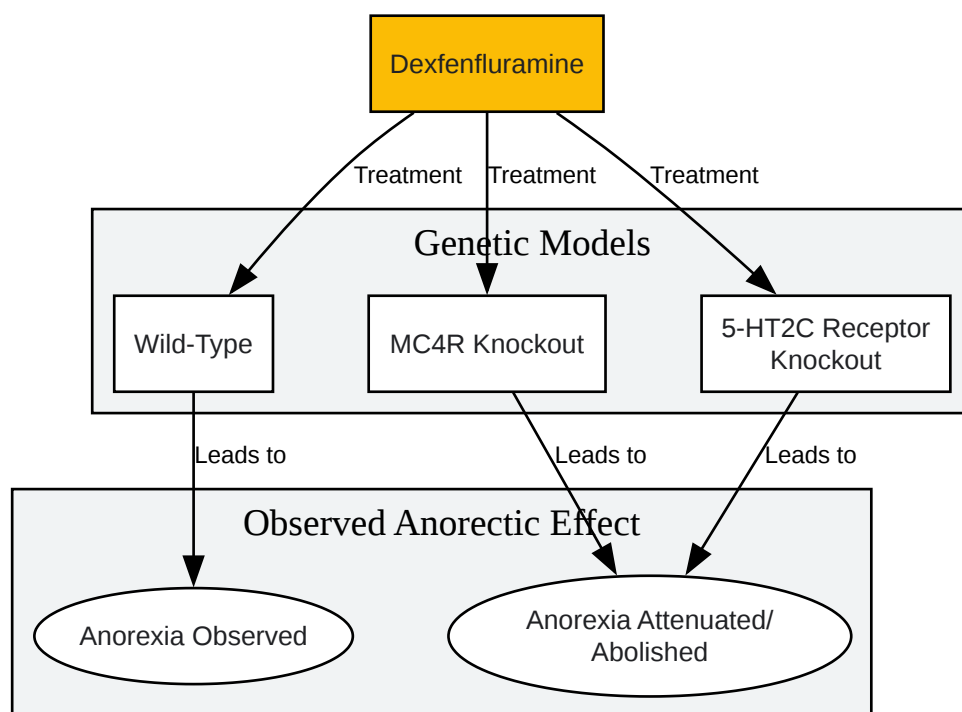 Dexfenfluramine
Treatment
Treatment
Treatment
Genetic Models
Wild-Type
MC4R Knockout
5-HT2C Receptor
Knockout
Leads to
Leads to
Leads to
Observed Anorectic Effect
Anorexia Observed
Anorexia Attenuated/
Abolished